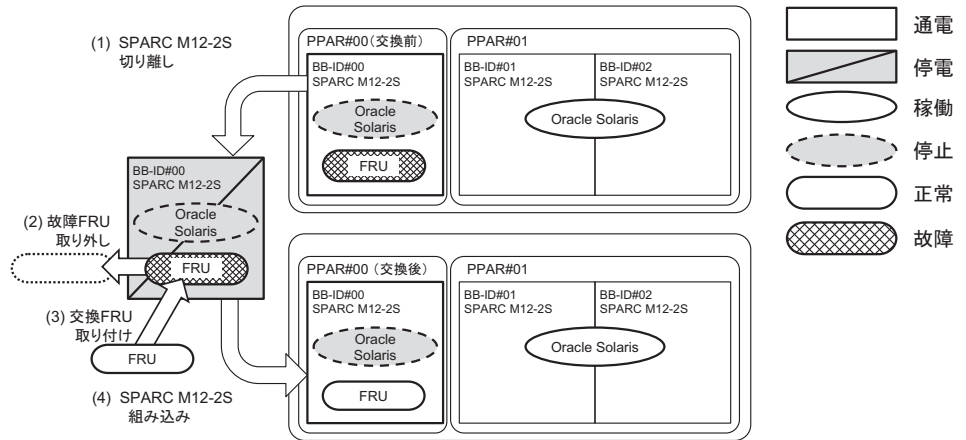 (1) SPARC M12-2S
切り離し
PPAR#00(交換前)
BB-ID#00
SPARC M12-2S
Oracle
Solaris
FRU
PPAR#01
BB-ID#01
SPARC M12-2S
BB-ID#02
SPARC M12-2S
Oracle Solaris
通電
停電
稼働
停止
正常
故障
BB-ID#00
SPARC M12-2S
Oracle
Solaris
FRU
(2) 故障FRU
取り外し
(3) 交換FRU
取り付け
FRU
(4) SPARC M12-2S
組み込み
PPAR#00 (交換後)
BB-ID#00
SPARC M12-2S
Oracle
Solaris
FRU
PPAR#01
BB-ID#01
SPARC M12-2S
BB-ID#02
SPARC M12-2S
Oracle Solaris